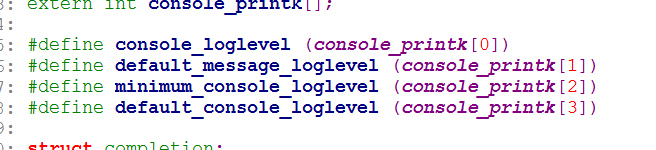 extern int console_printk[];
#define console_loglevel (console_printk[0])
#define default_message_loglevel (console_printk[1])
#define minimum_console_loglevel (console_printk[2])
#define default_console_loglevel (console_printk[3])
struct completion;